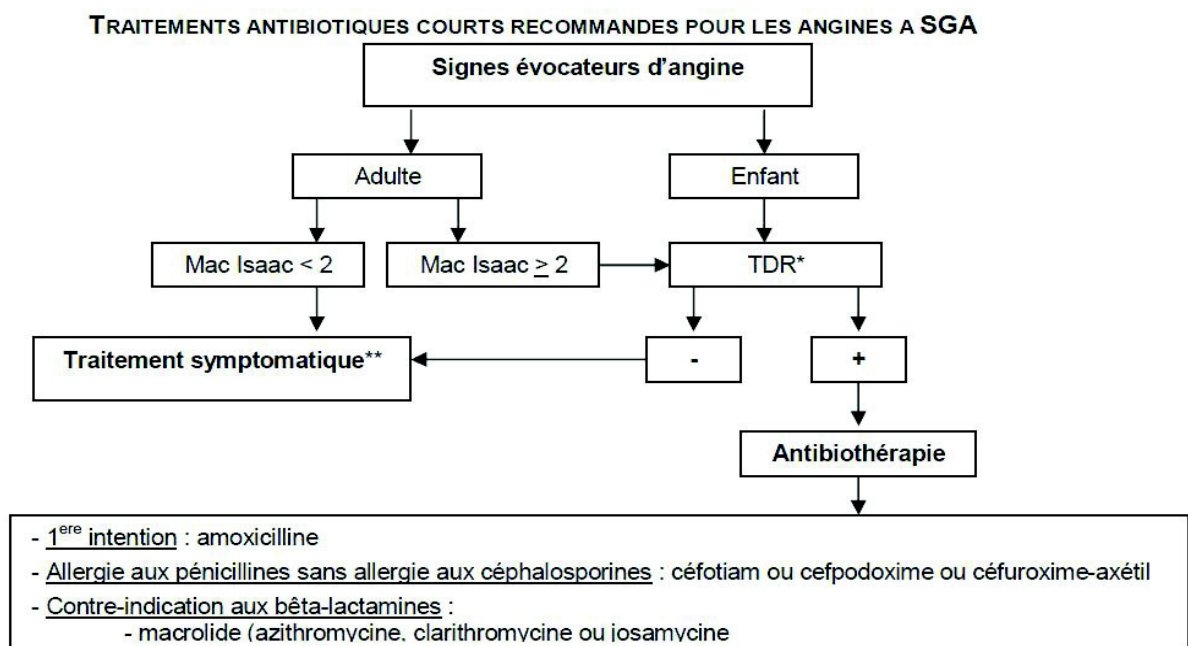 TRAITEMENTS ANTIBIOTIQUES COURTS RECOMMANDES POUR LES ANGINES A SGA
Signes évocateurs d'angine
Adulte
Enfant
Mac Isaac < 2
Mac Isaac ≥ 2
TDR*
Traitement symptomatique**
-
+
Antibiothérapie
- 1ere intention : amoxicilline
- Allergie aux pénicillines sans allergie aux céphalosporines : céfotiam ou cefpodoxime ou céfuroxime-axétil
- Contre-indication aux bêta-lactamines :
- macrolide (azithromycine, clarithromycine ou josamycine